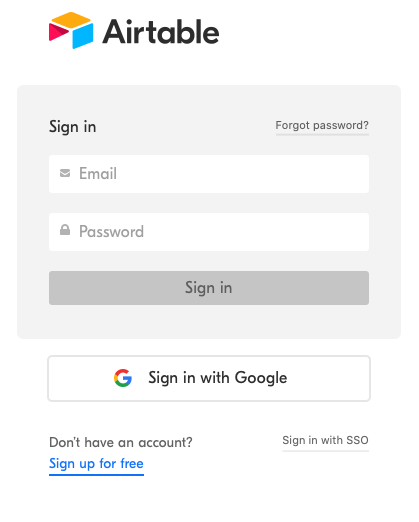 Airtable
Sign in
Forgot password?
Email
Password
Sign in
Sign in with Google
Don't have an account?
Sign in with SSO
Sign up for free